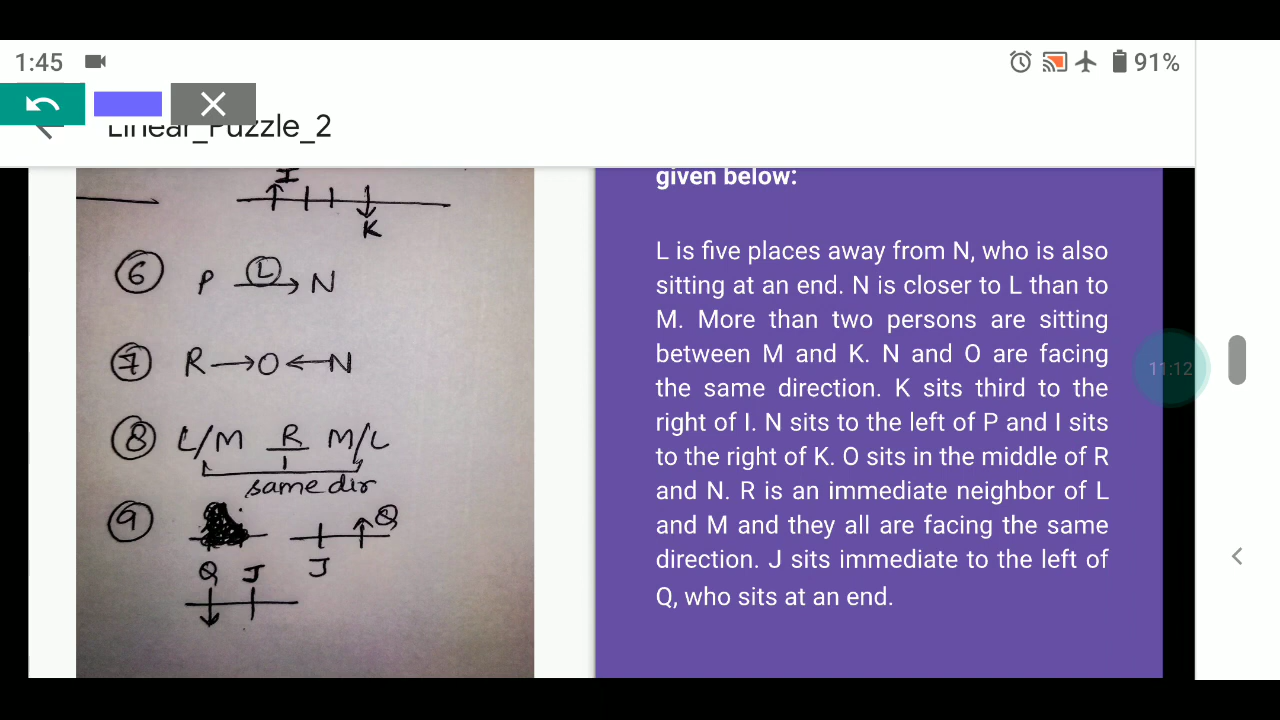 1:45
91%
Linear_Puzzle_2
I
K
6 P L N
7 R O N
8 L/M R M/L
same dir
9
Q
Q J J
given below:
L is five places away from N, who is also
sitting at an end. N is closer to L than to
M. More than two persons are sitting
between M and K. N and O are facing
the same direction. K sits third to the
right of I. N sits to the left of P and I sits
to the right of K. O sits in the middle of R
and N. R is an immediate neighbor of L
and M and they all are facing the same
direction. J sits immediately to the left of
Q, who sits at an end.
11:12